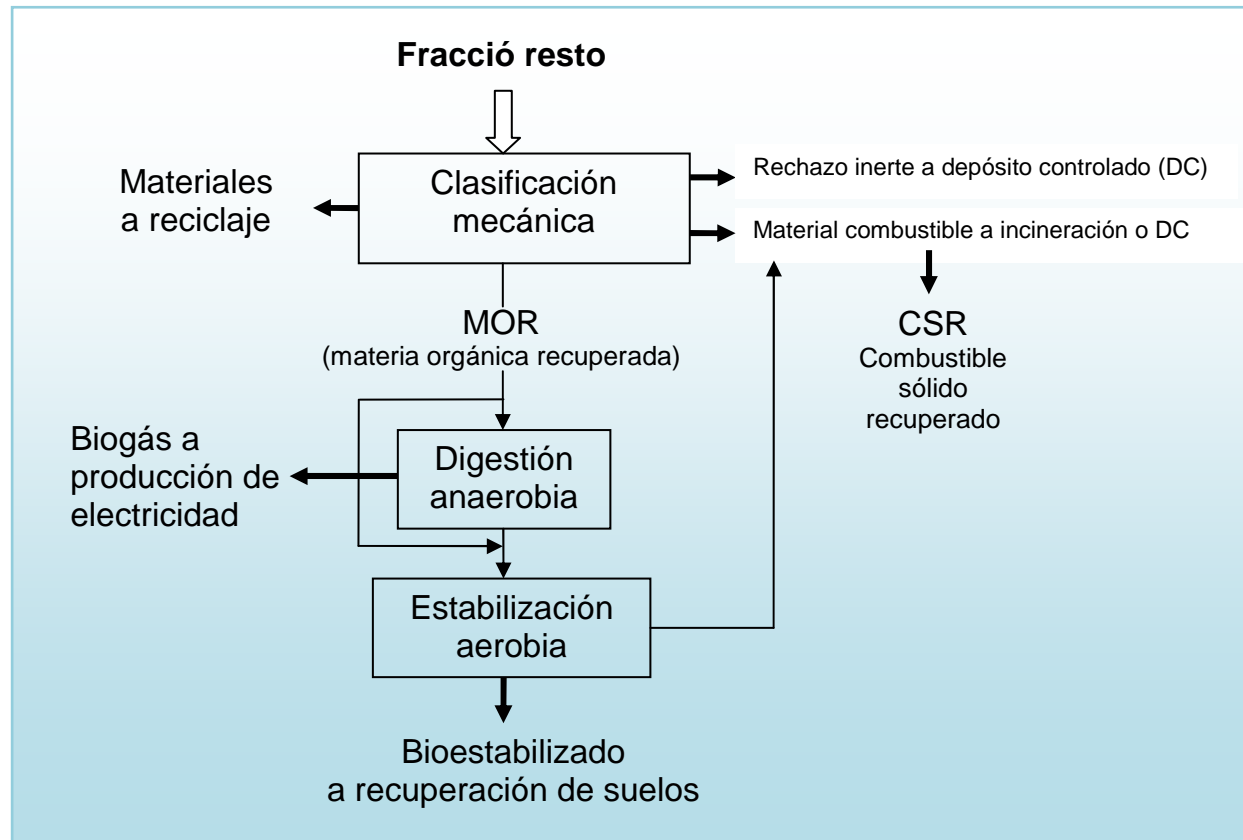 Fracció resto
Materiales
a reciclaje
Clasificación
mecánica
Rechazo inerte a depósito controlado (DC)
Material combustible a incineración o DC
MOR
(materia orgánica recuperada)
CSR
Combustible
sólido
recuperado
Biogás a
producción de
electricidad
Digestión
anaerobia
Estabilización
aerobia
Bioestabilizado
a recuperación de suelos